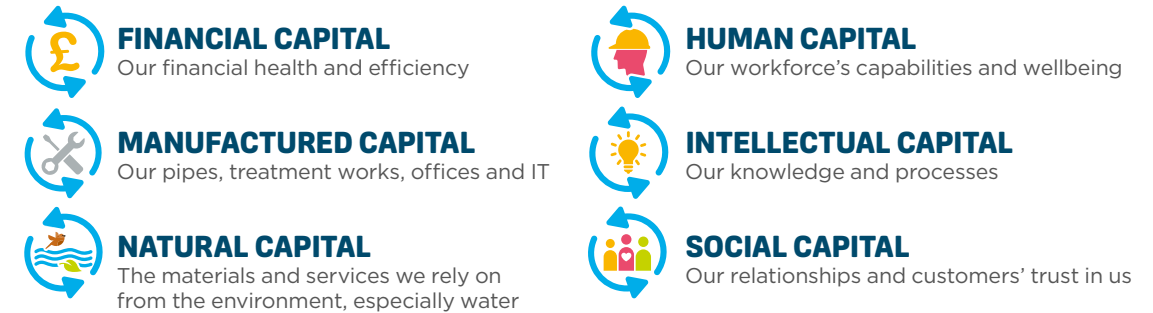 FINANCIAL CAPITAL
Our financial health and efficiency
MANUFACTURED CAPITAL
Our pipes, treatment works, offices and IT
NATURAL CAPITAL
The materials and services we rely on
from the environment, especially water
HUMAN CAPITAL
Our workforce's capabilities and wellbeing
INTELLECTUAL CAPITAL
Our knowledge and processes
SOCIAL CAPITAL
Our relationships and customers' trust in us